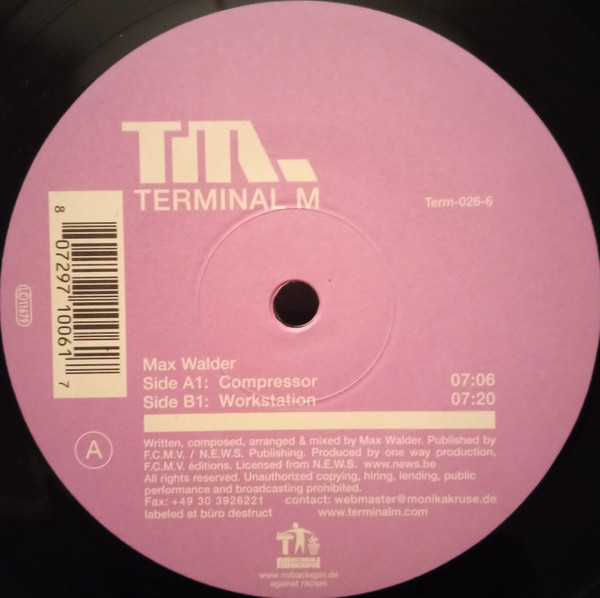 TM.
TERMINAL M
Term-026-6
8 07297 10061 7
LC 11679
Max Walder
Side A1: Compressor 07:06
Side B1: Workstation 07:20
A
Written, composed, arranged & mixed by Max Walder. Published by
F.C.M.V. / N.E.W.S. Publishing. Produced by one way production,
F.C.M.V. éditions. Licensed from N.E.W.S. www.news.be
All rights reserved. Unauthorized copying, hiring, lending, public
performance and broadcasting prohibited.
Fax: +49 30 3926221 contact: webmaster@monikakruse.de
labeled at büro destruct www.terminalm.com
www.nobackspin.de
against racism